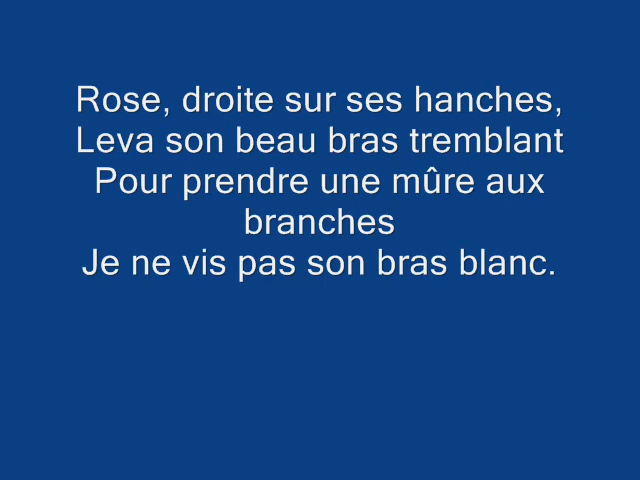 Rose, droite sur ses hanches,
Leva son beau bras tremblant
Pour prendre une mûre aux
branches
Je ne vis pas son bras blanc.